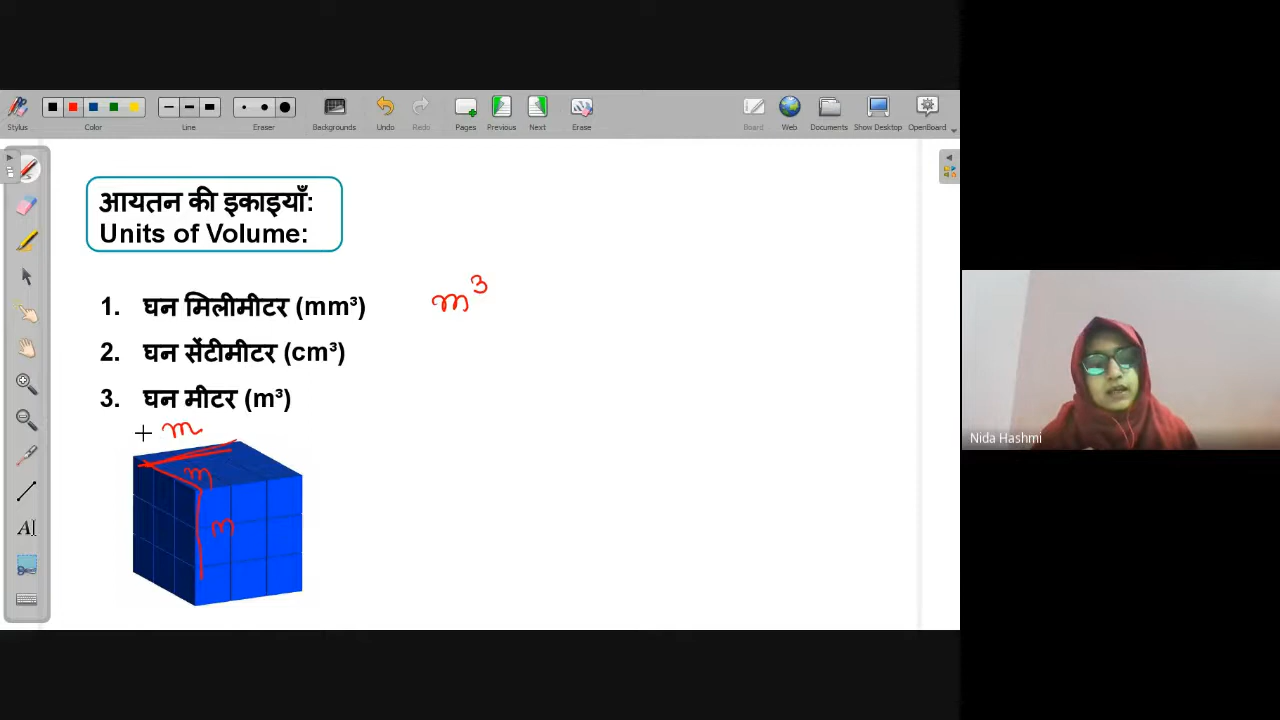 Stylus
Color
Line
Eraser
Backgrounds
Undo
Redo
Pages
Previous
Next
Erase
Board
Web
Documents
Show Desktop
OpenBoard
आयतन की इकाइयाँ:
Units of Volume:
1. घन मिलीमीटर (mm³)
m³
2. घन सेंटीमीटर (cm³)
3. घन मीटर (m³)
m
m
m
Nida Hashmi